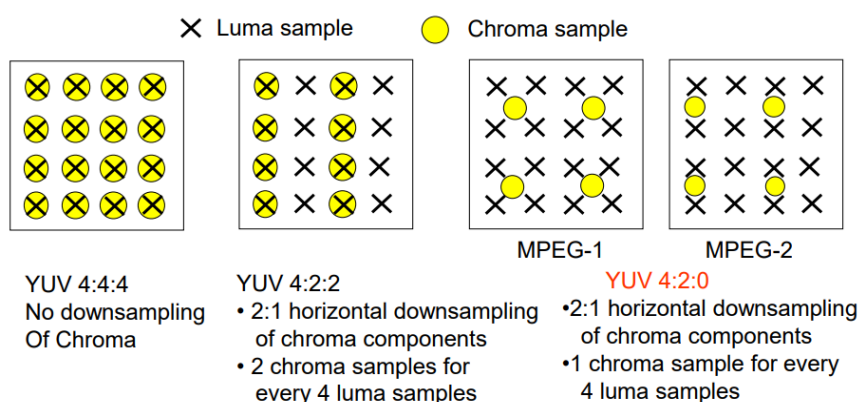 Luma sample
Chroma sample
MPEG-1
MPEG-2
YUV 4:4:4
No downsampling
Of Chroma
YUV 4:2:2
• 2:1 horizontal downsampling
of chroma components
• 2 chroma samples for
every 4 luma samples
YUV 4:2:0
•2:1 horizontal downsampling
of chroma components
•1 chroma sample for every
4 luma samples